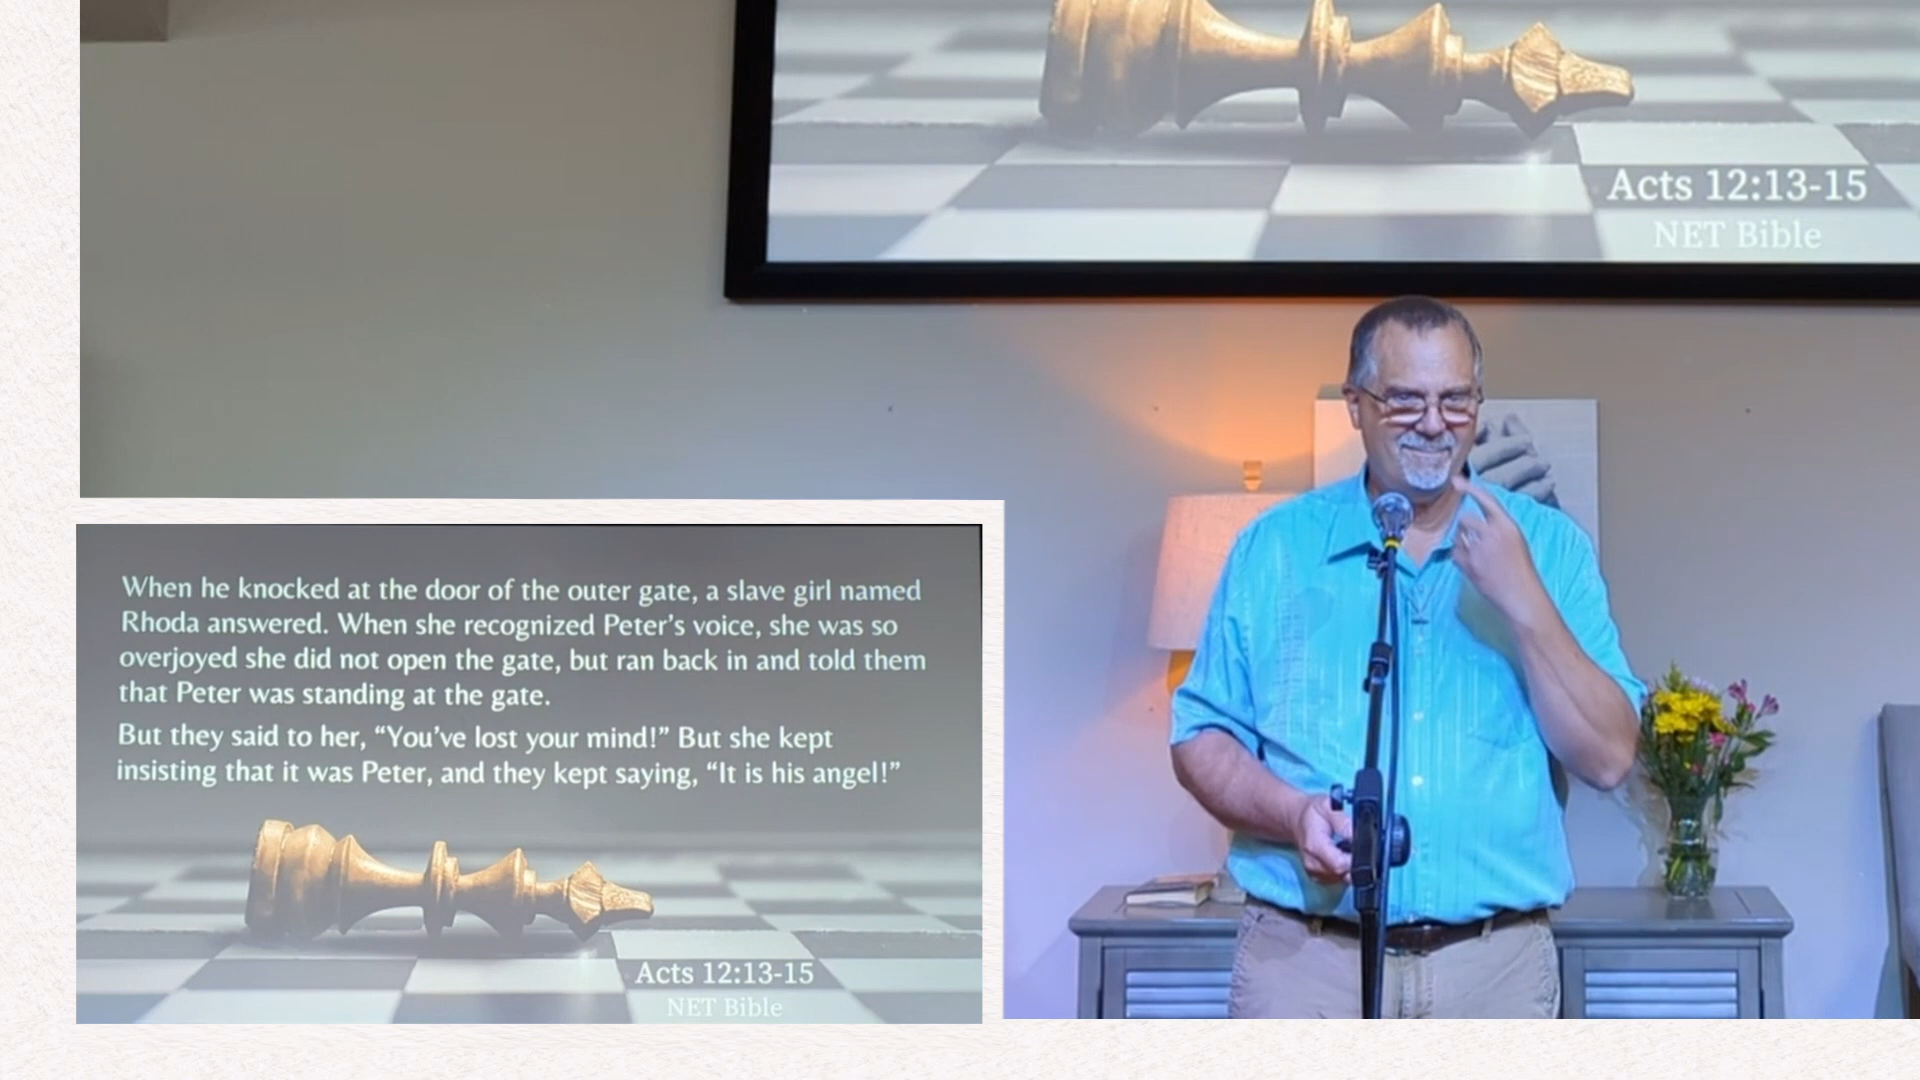 Acts 12:13-15
NET Bible
When he knocked at the door of the outer gate, a slave girl named
Rhoda answered. When she recognized Peter's voice, she was so
overjoyed she did not open the gate, but ran back in and told them
that Peter was standing at the gate.
But they said to her, “You've lost your mind!” But she kept
insisting that it was Peter, and they kept saying, “It is his angel!”
Acts 12:13-15
NET Bible